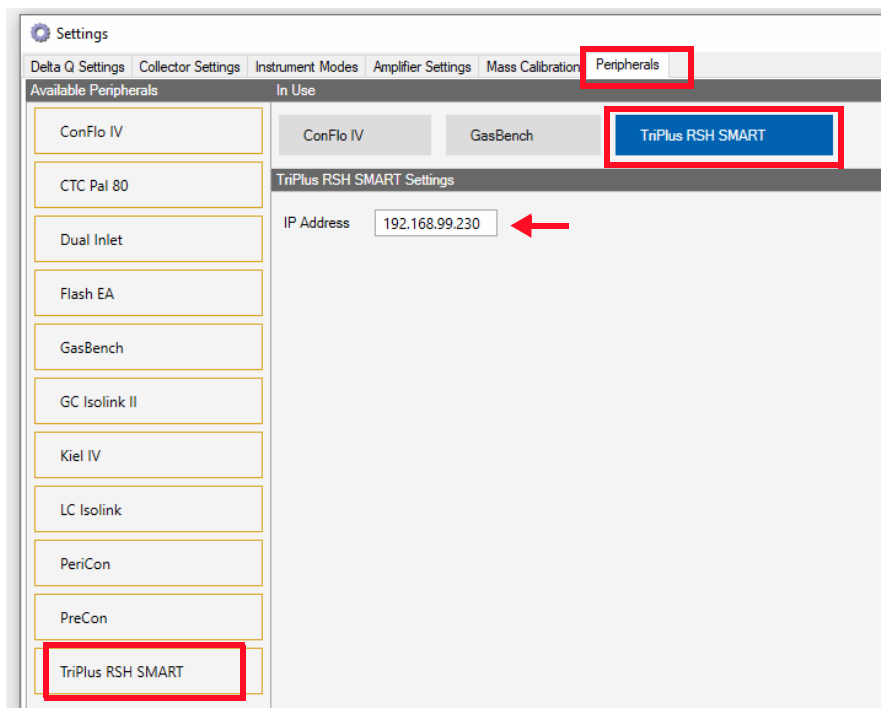 Settings
Delta Q Settings Collector Settings Instrument Modes Amplifier Settings Mass Calibration Peripherals
Available Peripherals
In Use
ConFlo IV
CTC Pal 80
Dual Inlet
Flash EA
GasBench
GC Isolink II
Kiel IV
LC Isolink
PeriCon
PreCon
TriPlus RSH SMART
ConFlo IV GasBench TriPlus RSH SMART
TriPlus RSH SMART Settings
IP Address 192.168.99.230